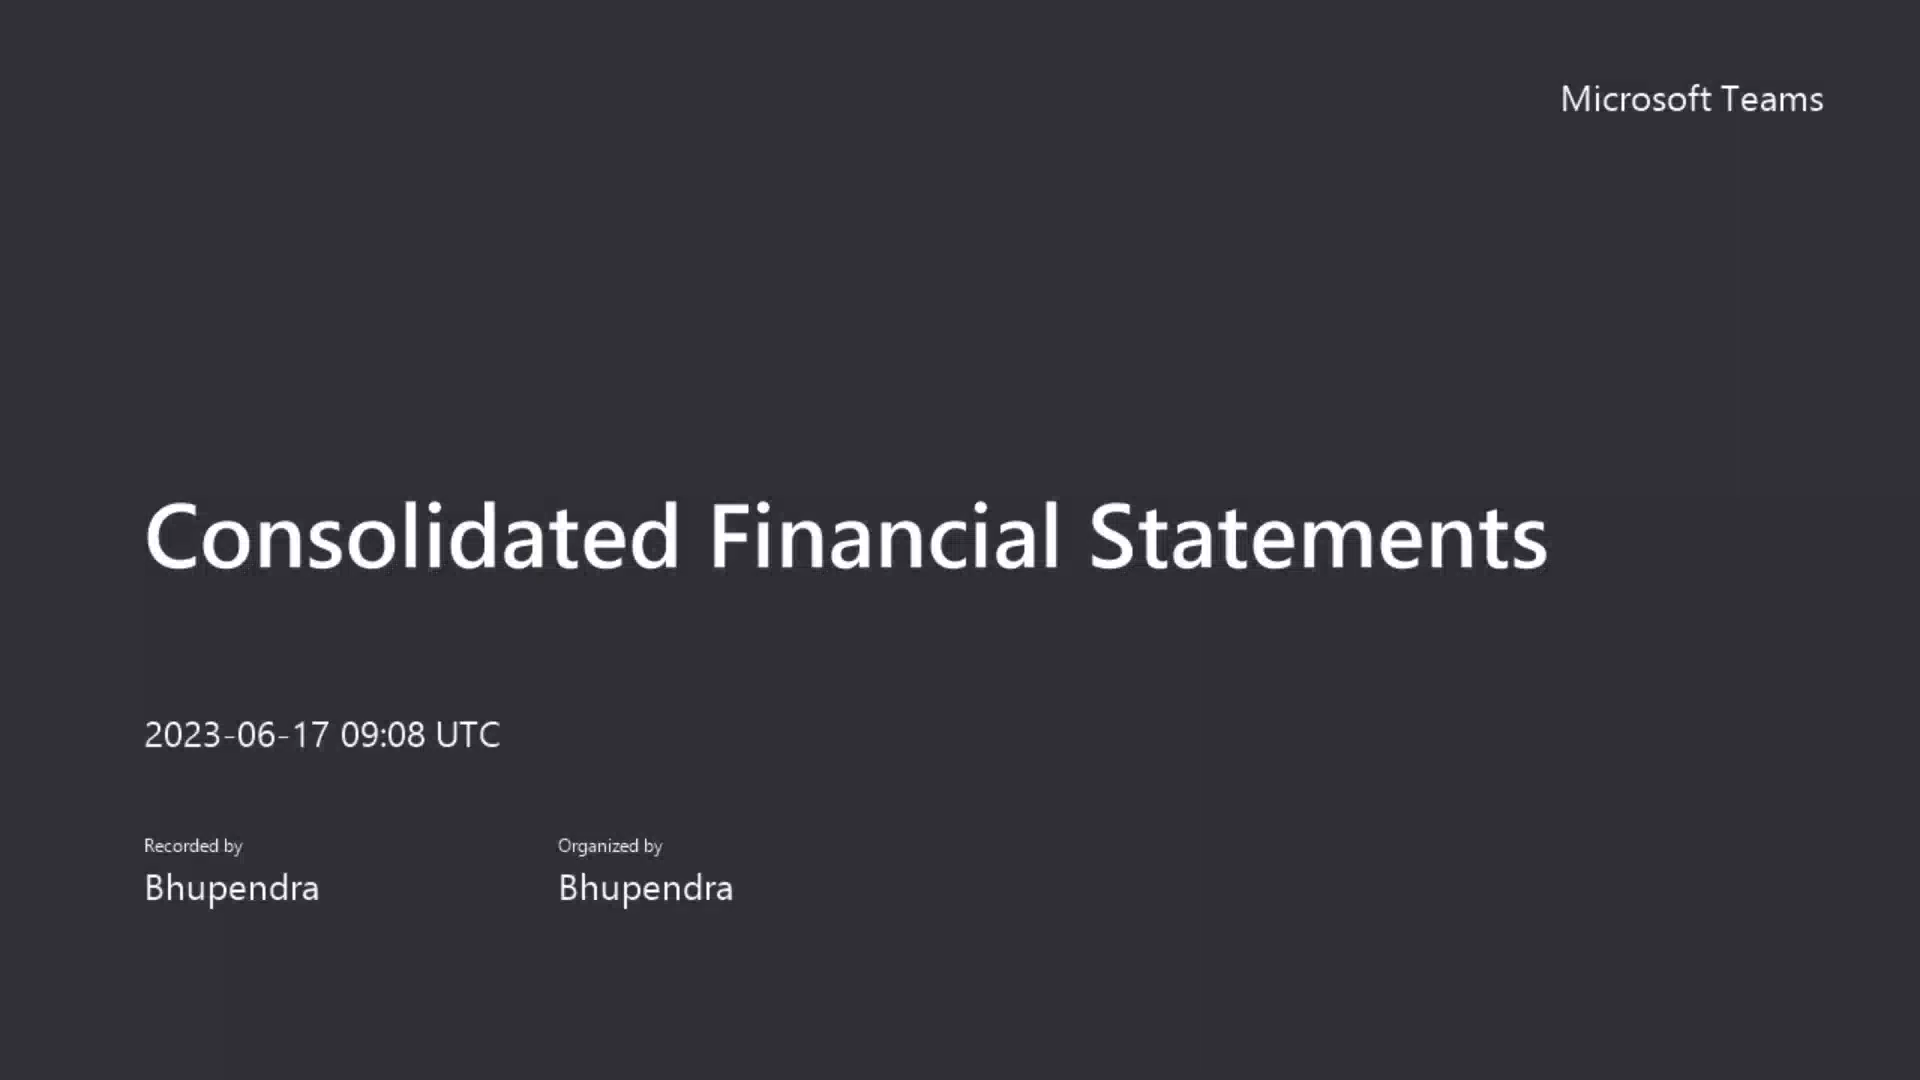 Microsoft Teams
Consolidated Financial Statements
2023-06-17 09:08 UTC
Recorded by
Bhupendra
Organized by
Bhupendra